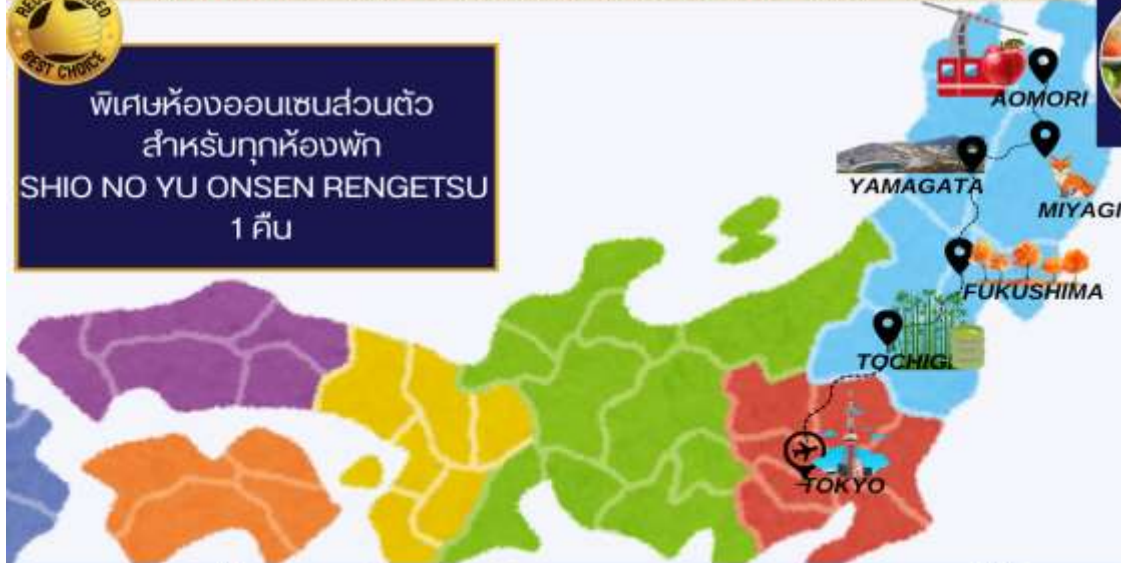 BEST CHOICE
พิเศษห้องออนเซนส่วนตัว
สำหรับทุกห้องพัก
SHIO NO YU ONSEN RENGETSU
1 คืน
AOMORI
YAMAGATA
MIYAGI
FUKUSHIMA
TOCHIGI
TOKYO